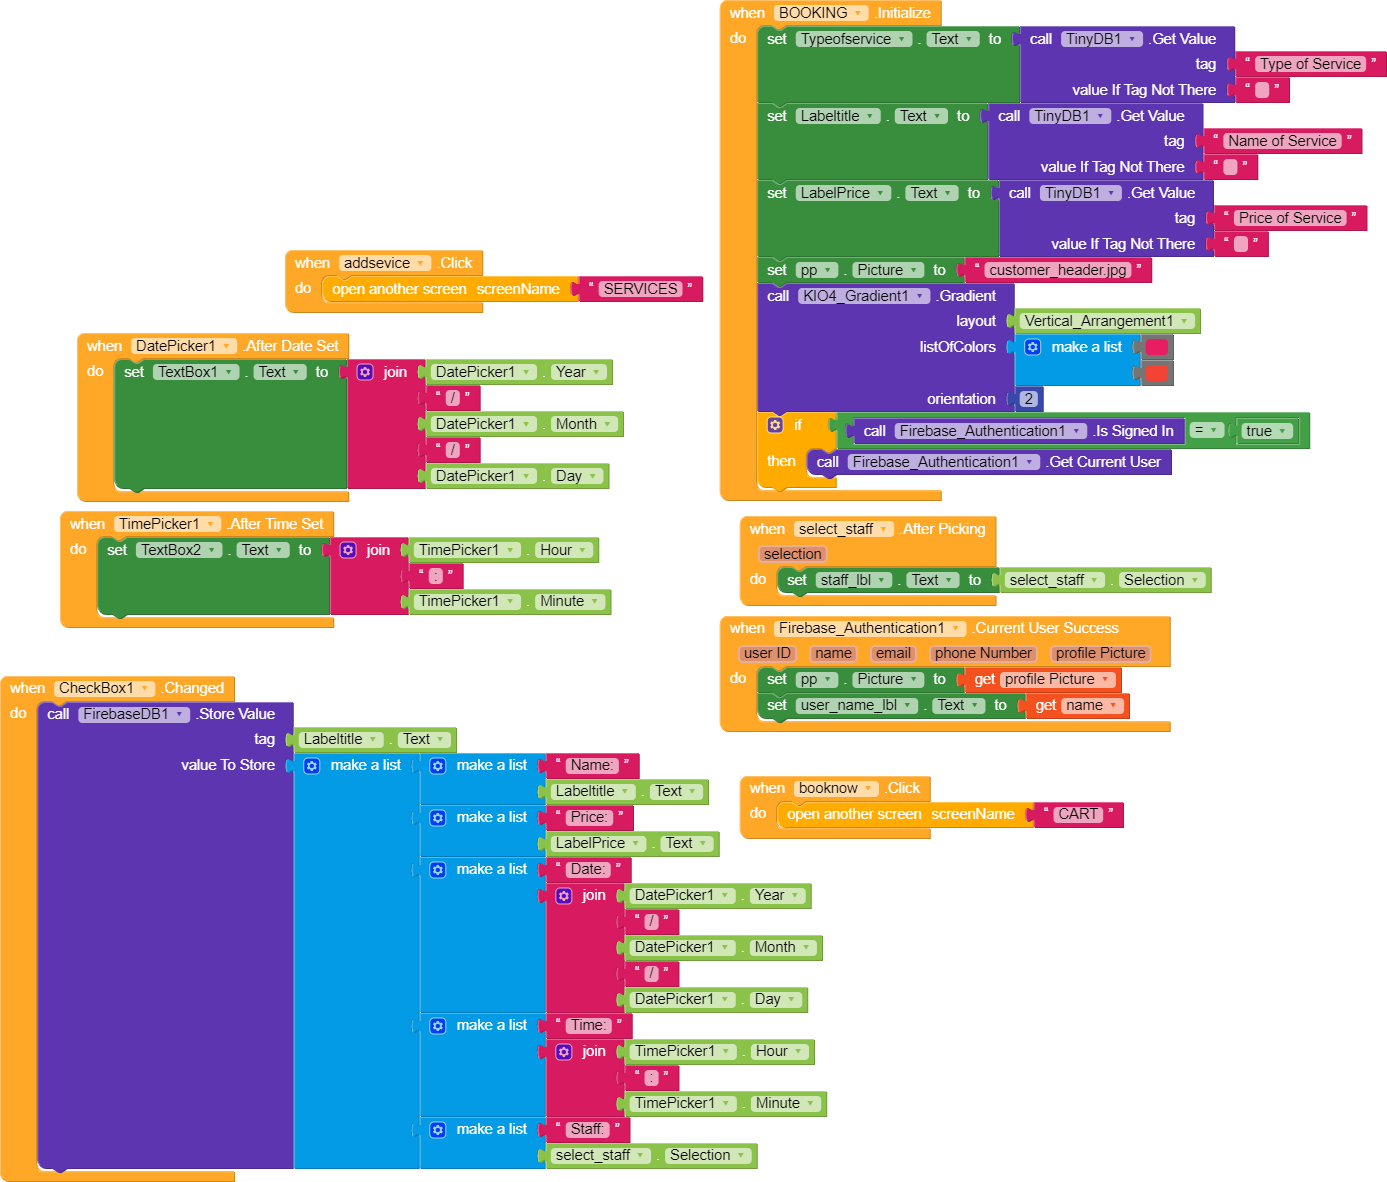 when BOOKING .Initialize
do set Typeofservice . Text to call TinyDB1 .Get Value
tag “ Type of Service ”
value If Tag Not There “ ”
set Labeltitle . Text to call TinyDB1 .Get Value
tag “ Name of Service ”
value If Tag Not There “ ”
set LabelPrice . Text to call TinyDB1 .Get Value
tag “ Price of Service ”
value If Tag Not There “ ”
set pp . Picture to “ customer_header.jpg ”
call KIO4_Gradient1 .Gradient
layout Vertical_Arrangement1
listOfColors make a list
orientation 2
if call Firebase_Authentication1 .Is Signed In = true
then call Firebase_Authentication1 .Get Current User
when addsevice .Click
do open another screen screenName “ SERVICES ”
when DatePicker1 .After Date Set
do set TextBox1 . Text to join DatePicker1 . Year
“ / ”
DatePicker1 . Month
“ / ”
DatePicker1 . Day
when TimePicker1 .After Time Set
do set TextBox2 . Text to join TimePicker1 . Hour
“ : ”
TimePicker1 . Minute
when select_staff .After Picking
selection
do set staff_lbl . Text to select_staff . Selection
when Firebase_Authentication1 .Current User Success
user ID name email phone Number profile Picture
do set pp . Picture to get profile Picture
set user_name_lbl . Text to get name
when CheckBox1 .Changed
do call FirebaseDB1 .Store Value
tag Labeltitle . Text
value To Store make a list make a list “ Name: ”
Labeltitle . Text
make a list “ Price: ”
LabelPrice . Text
make a list “ Date: ”
join DatePicker1 . Year
“ / ”
DatePicker1 . Month
“ / ”
DatePicker1 . Day
make a list “ Time: ”
join TimePicker1 . Hour
“ : ”
TimePicker1 . Minute
make a list “ Staff: ”
select_staff . Selection
when booknow .Click
do open another screen screenName “ CART ”